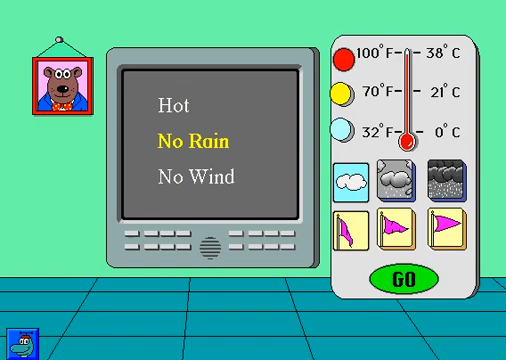 Hot
No Rain
No Wind
100°F 38°C
70°F 21°C
32°F 0°C
GO